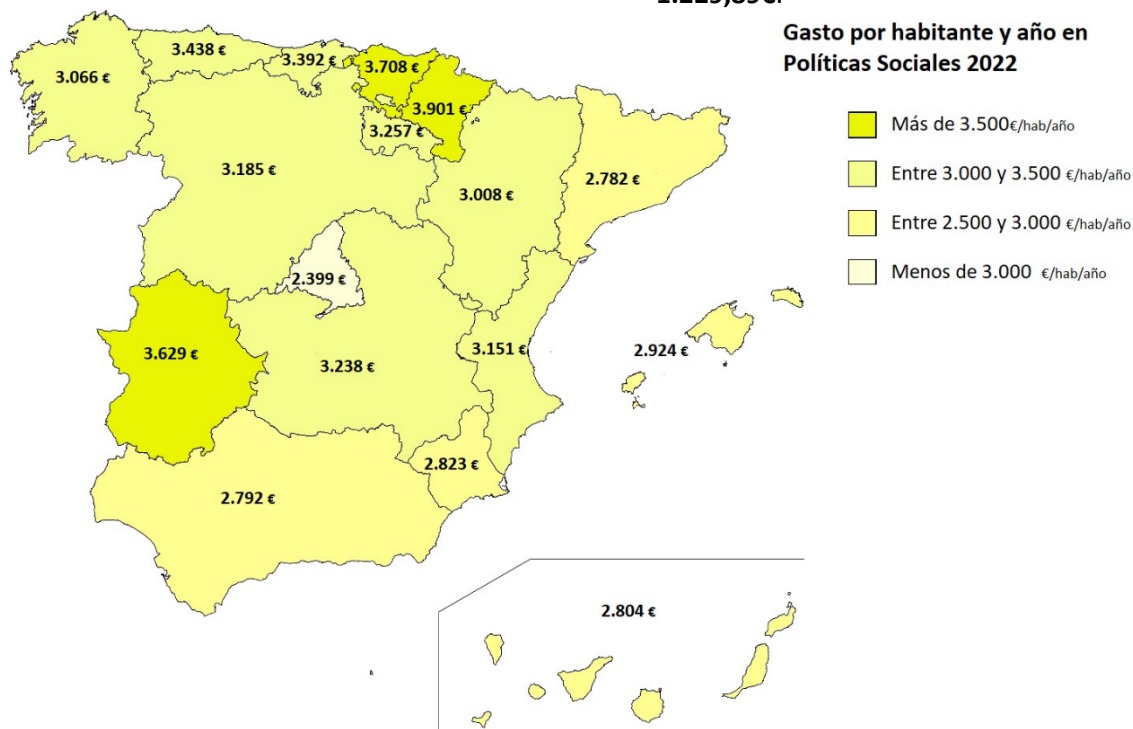 Gasto por habitante y año en
Políticas Sociales 2022
Más de 3.500€/hab/año
Entre 3.000 y 3.500 €/hab/año
Entre 2.500 y 3.000 €/hab/año
Menos de 3.000 €/hab/año
3.438 €
3.392 €
3.708 €
3.066 €
3.901 €
3.257 €
3.185 €
3.008 €
2.782 €
2.399 €
3.629 €
3.238 €
3.151 €
2.924 €
2.823 €
2.792 €
2.804 €